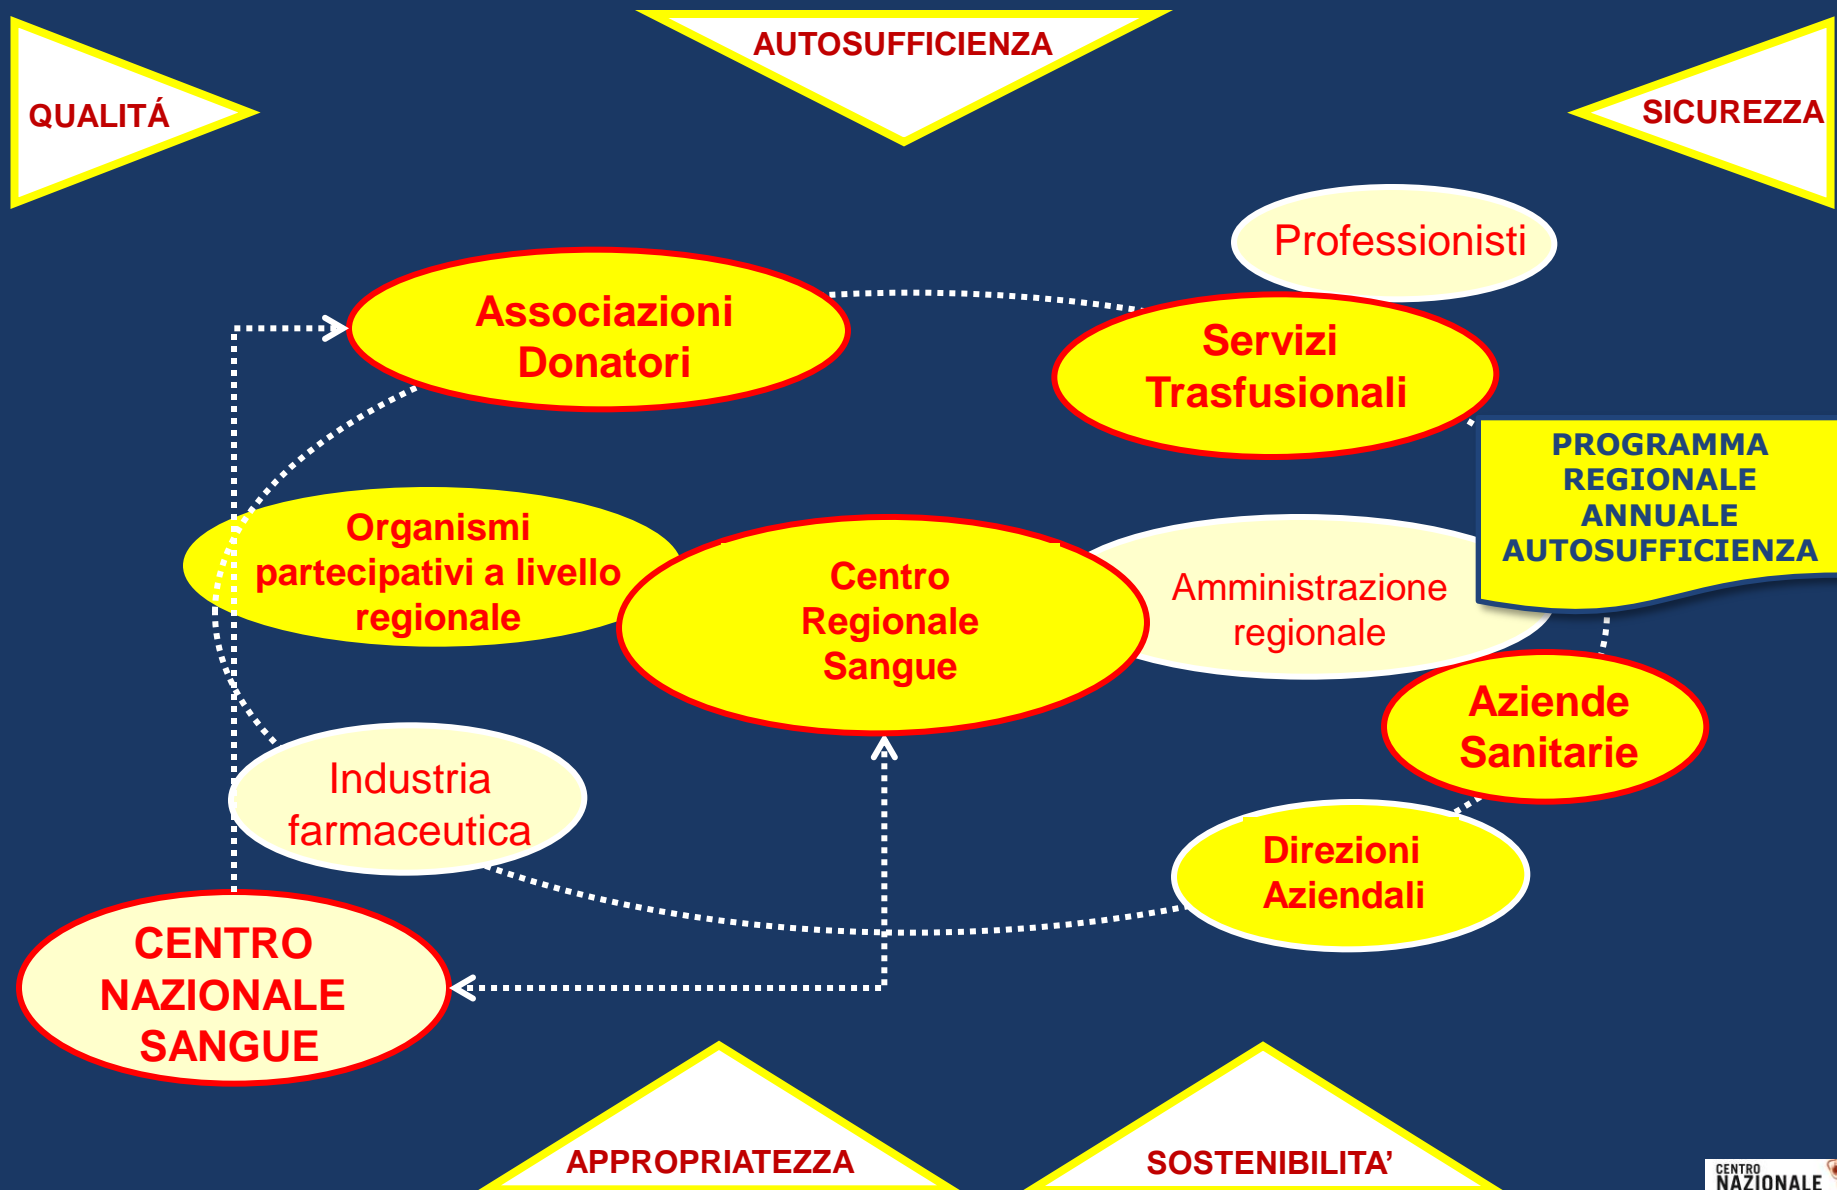 AUTOSUFFICIENZA
QUALITÁ
SICUREZZA
Professionisti
Associazioni
Donatori
Servizi
Trasfusionali
PROGRAMMA
REGIONALE
ANNUALE
AUTOSUFFICIENZA
Organismi
partecipativi a livello
regionale
Centro
Regionale
Sangue
Amministrazione
regionale
Aziende
Sanitarie
Industria
farmaceutica
Direzioni
Aziendali
CENTRO
NAZIONALE
SANGUE
APPROPRIATEZZA
SOSTENIBILITA’
CENTRO
NAZIONALE